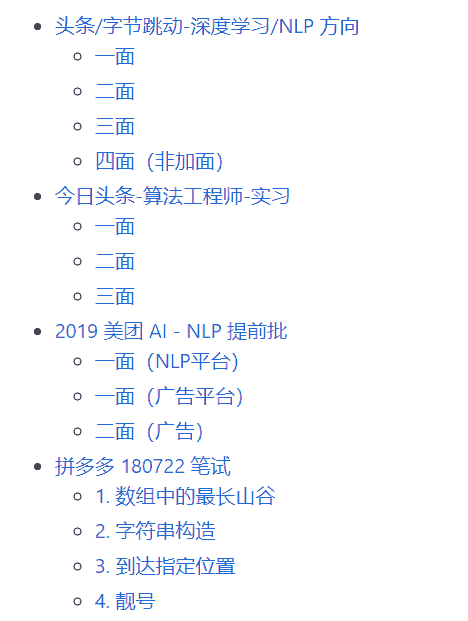 头条/字节跳动-深度学习/NLP 方向
一面
二面
三面
四面（非加面）
今日头条-算法工程师-实习
一面
二面
三面
2019 美团 AI - NLP 提前批
一面（NLP平台）
一面（广告平台）
二面（广告）
拼多多 180722 笔试
1. 数组中的最长山谷
2. 字符串构造
3. 到达指定位置
4. 靓号